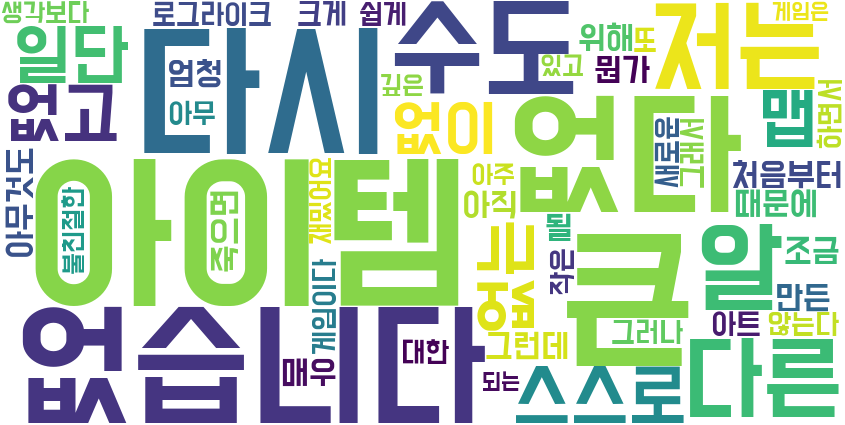 생각보다
로그라이크
크게
쉽게
게임은
일단
다시
수도
위해
또
저는
엄청
있고
뭔가
깊은
없고
아무
없이
없다
맵
하면서
새로운
그래서
아무것도
아이템
불친절한
죽으면
재밌어요
아주
아직
처음부터
때문에
될
없는
큰
알
조금
작은
게임이다
만든
없습니다
매우
대한
그런데
그러나
아트
않는다
되는
스스로
다른